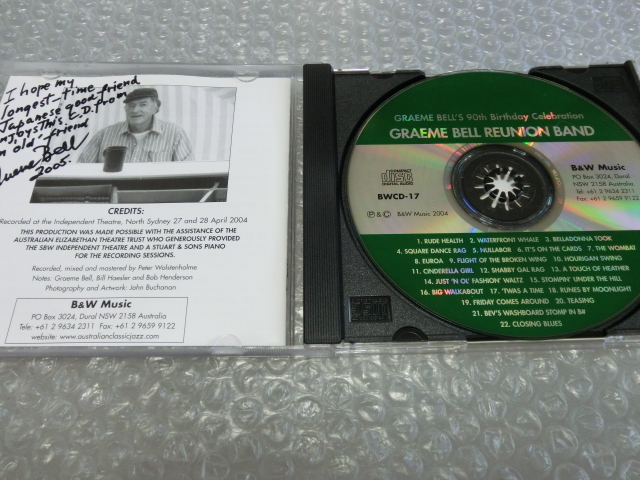 I hope my
longest-time
Japanese good friend
enjoys this C.D. from
an old-friend
Graeme Bell
2005.
CREDITS:
Recorded at the Independent Theatre, North Sydney 27 and 28 April 2004
THIS PRODUCTION WAS MADE POSSIBLE WITH THE ASSISTANCE OF THE
AUSTRALIAN ELIZABETHAN THEATRE TRUST WHO GENEROUSLY PROVIDED
THE SBW INDEPENDENT THEATRE AND A STUART & SONS PIANO
FOR THE RECORDING SESSIONS.
Recorded, mixed and mastered by Peter Wolstenholme
Notes: Graeme Bell, Bill Haesler and Bob Henderson
Photography and Artwork: John Buchanan
B&W Music
PO Box 3024, Dural NSW 2158 Australia
Tele: +61 2 9634 2311 Fax: +61 2 9659 9122
website: www.australianclassicjazz.com
GRAEME BELL'S 90th Birthday Celebration
GRAEME BELL REUNION BAND
COMPACT
disc
DIGITAL AUDIO
BWCD-17
P & © B&W Music 2004
B&W Music
PO Box 3024, Dural
NSW 2158 Australia
Tel: +61 2 9634 2311
Fax +61 2 9659 9122
1. RUDE HEALTH 2. WATERFRONT WHALE 3. BELLADONNA TOOK
4. SQUARE DANCE RAG 5. NULLABOR 6. IT'S ON THE CARDS 7. THE WOMBAT
8. EUROA 9. FLIGHT OF THE BROKEN WING 10. HOURIGAN SWING
11. CINDERELLA GIRL 12. SHABBY GAL RAG 13. A TOUCH OF HEATHER
14. JUST 'N OL' FASHION' WALTZ 15. STOMPIN' UNDER THE HILL
16. BIG WALKABOUT 17. 'TWAS A TIME 18. RUNES BY MOONLIGHT
19. FRIDAY COMES AROUND 20. TEASING
21. BEV'S WASHBOARD STOMP IN B#
22. CLOSING BLUES